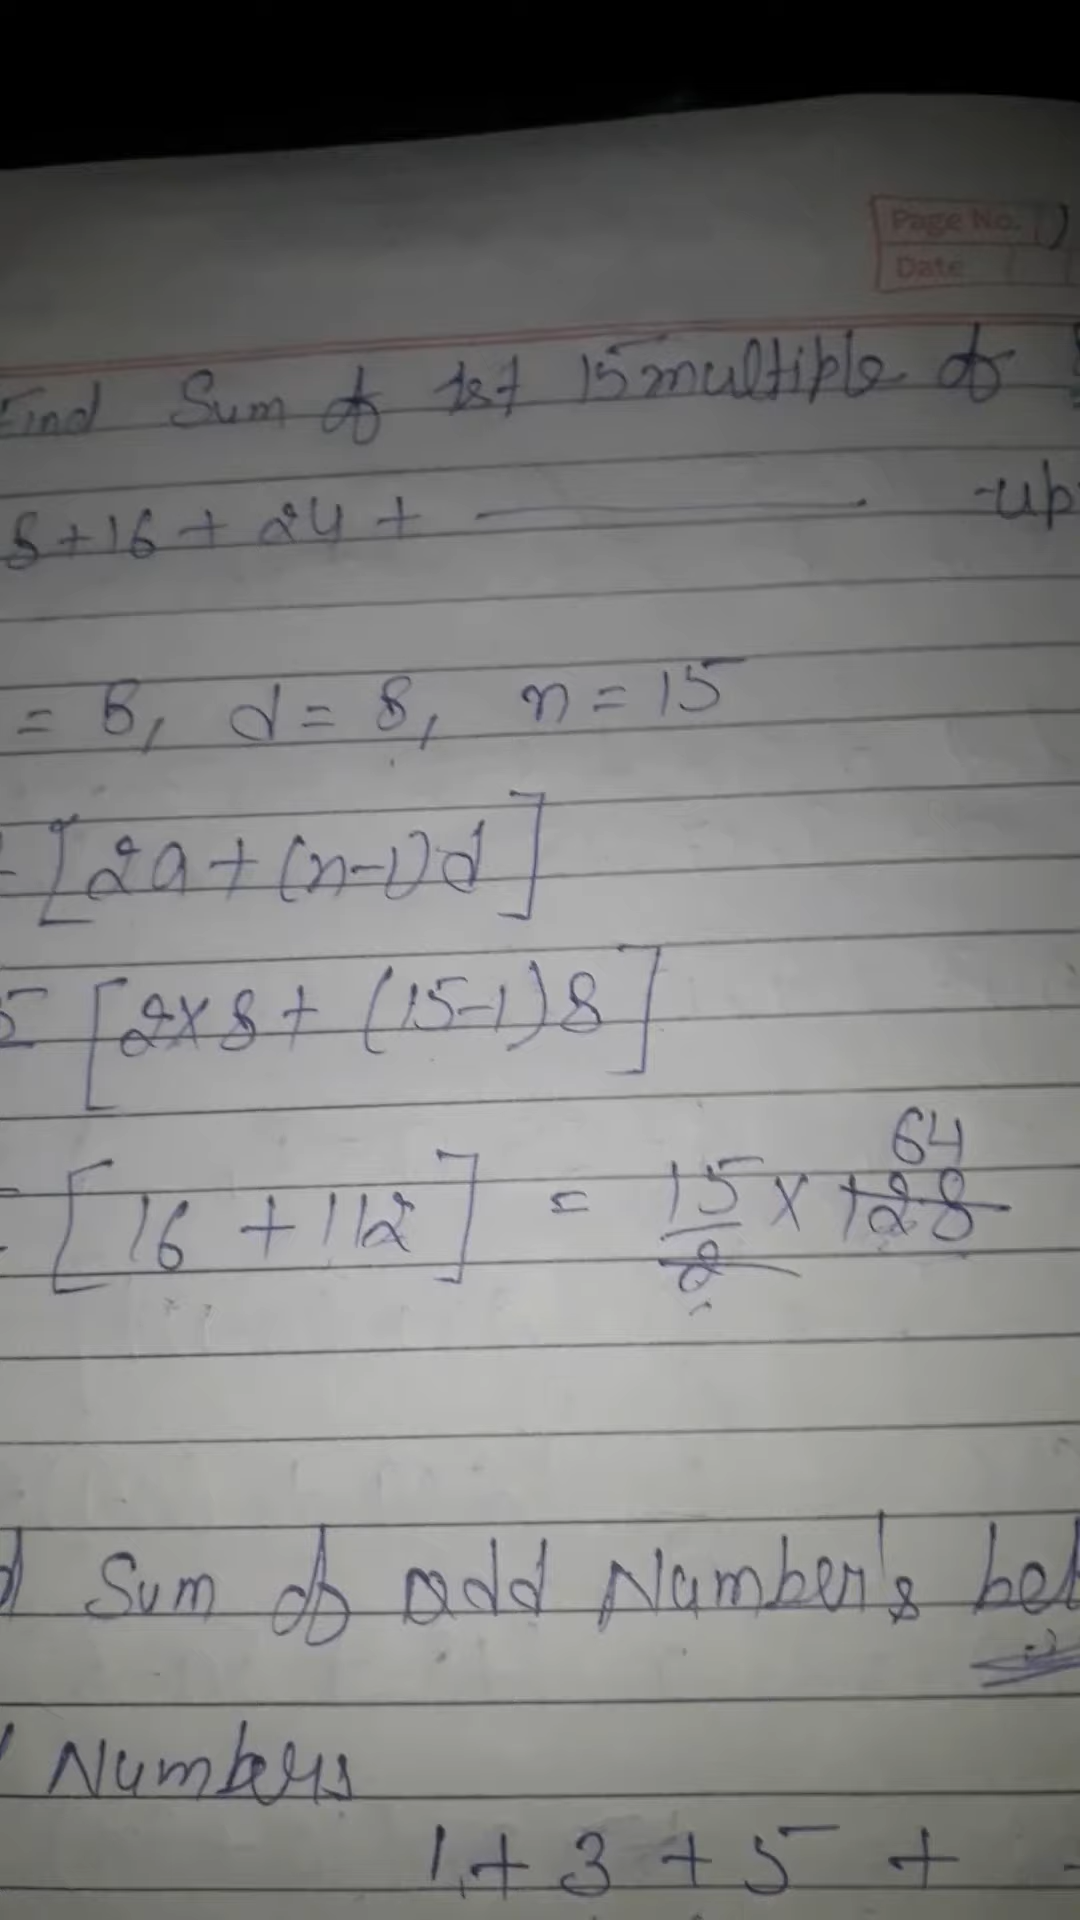 Page No.
Date
Find Sum of 1st 15 multiple of
8+16+24+ ——— up
= 8, d = 8, n = 15
[2a+(n-1)d]
[2×8+(15-1)8]
64
[16 +112] = 15/2 × 128
Sum of odd Number's bet
Numbers
1+3+5+